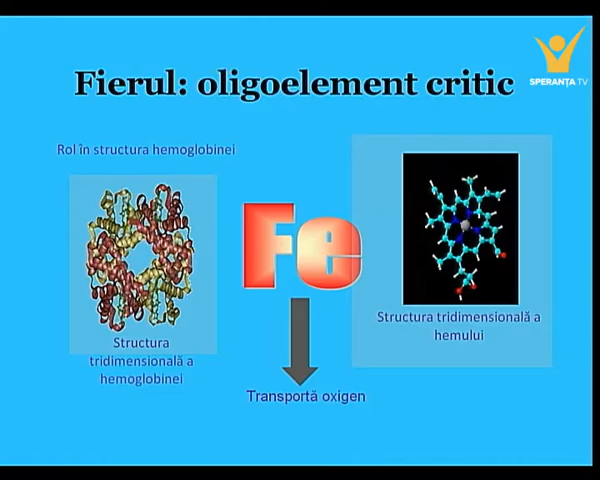 SPERANȚA TV
Fierul: oligoelement critic
Rol în structura hemoglobinei
Fe
Structura
tridimensională a
hemoglobinei
Structura tridimensională a
hemului
Transportă oxigen